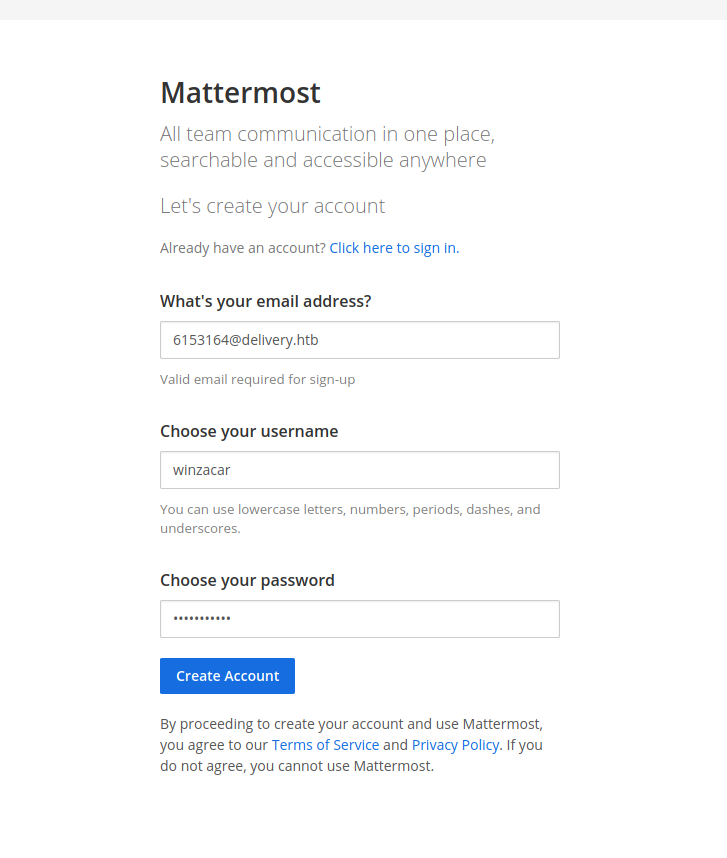 Mattermost
All team communication in one place,
searchable and accessible anywhere
Let's create your account
Already have an account? Click here to sign in.
What's your email address?
6153164@delivery.htb
Valid email required for sign-up
Choose your username
winzacar
You can use lowercase letters, numbers, periods, dashes, and
underscores.
Choose your password
•••••••••••
Create Account
By proceeding to create your account and use Mattermost,
you agree to our Terms of Service and Privacy Policy. If you
do not agree, you cannot use Mattermost.